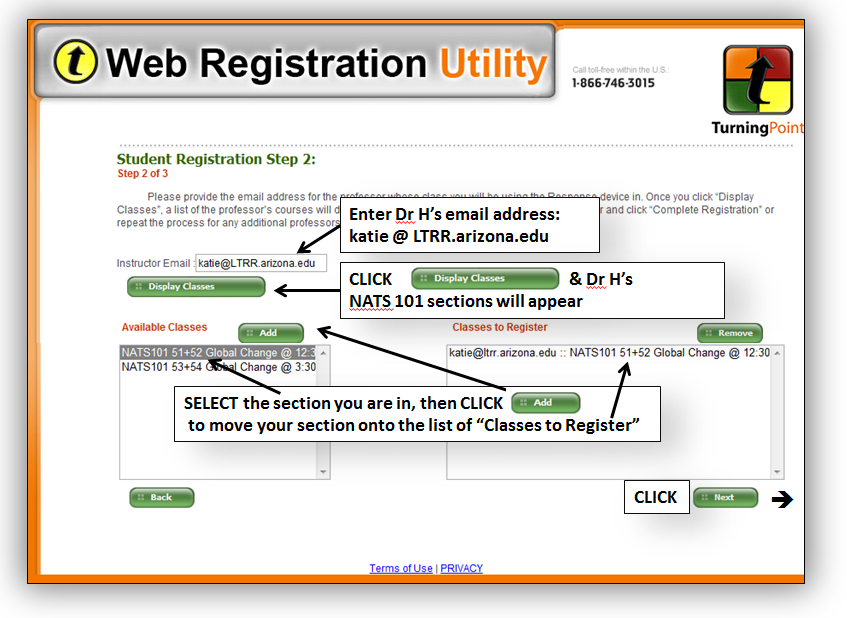 Web Registration Utility
Call toll-free within the U.S.:
1-866-746-3015
TurningPoint
Student Registration Step 2:
Step 2 of 3
Please provide the email address for the professor whose class you will be using the Response device in. Once you click “Display
Classes”, a list of the professor’s courses will d
r and click “Complete Registration” or
repeat the process for any additional professors
Enter Dr H’s email address:
katie @ LTRR.arizona.edu
Instructor Email : katie@LTRR.arizona.edu
Display Classes
CLICK Display Classes & Dr H’s
NATS 101 sections will appear
Available Classes Add
Classes to Register Remove
NATS101 51+52 Global Change @ 12:3
NATS101 53+54 Global Change @ 3:30
katie@ltrr.arizona.edu :: NATS101 51+52 Global Change @ 12:30
SELECT the section you are in, then CLICK Add
to move your section onto the list of “Classes to Register”
Back
CLICK Next
Terms of Use | PRIVACY